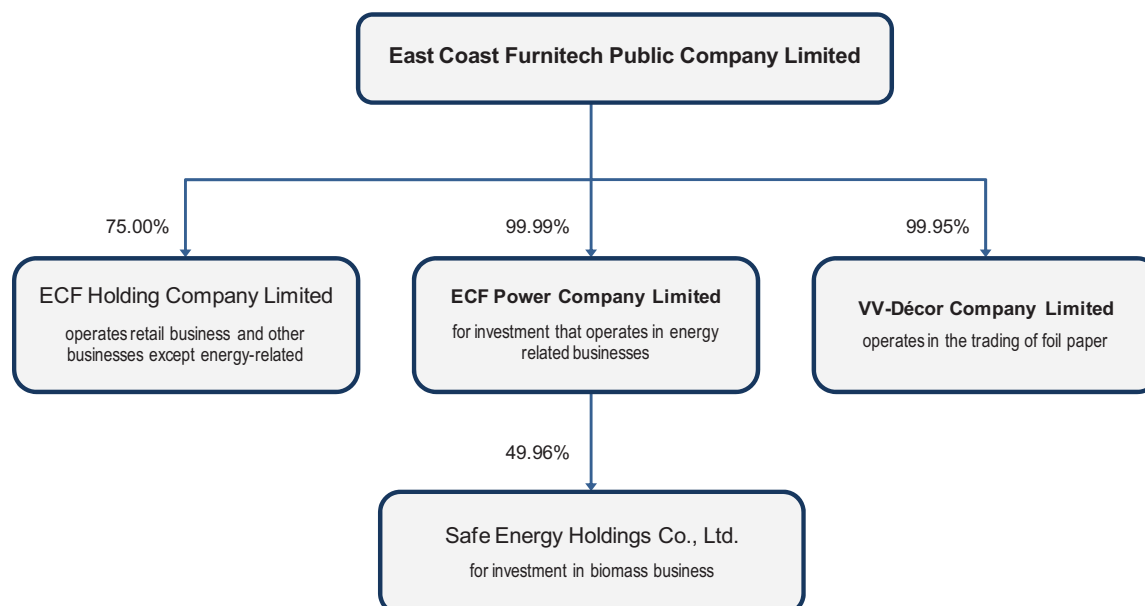 East Coast Furnitech Public Company Limited
75.00%
99.99%
99.95%
ECF Holding Company Limited
operates retail business and other
businesses except energy-related
ECF Power Company Limited
for investment that operates in energy
related businesses
VV-Décor Company Limited
operates in the trading of foil paper
49.96%
Safe Energy Holdings Co., Ltd.
for investment in biomass business